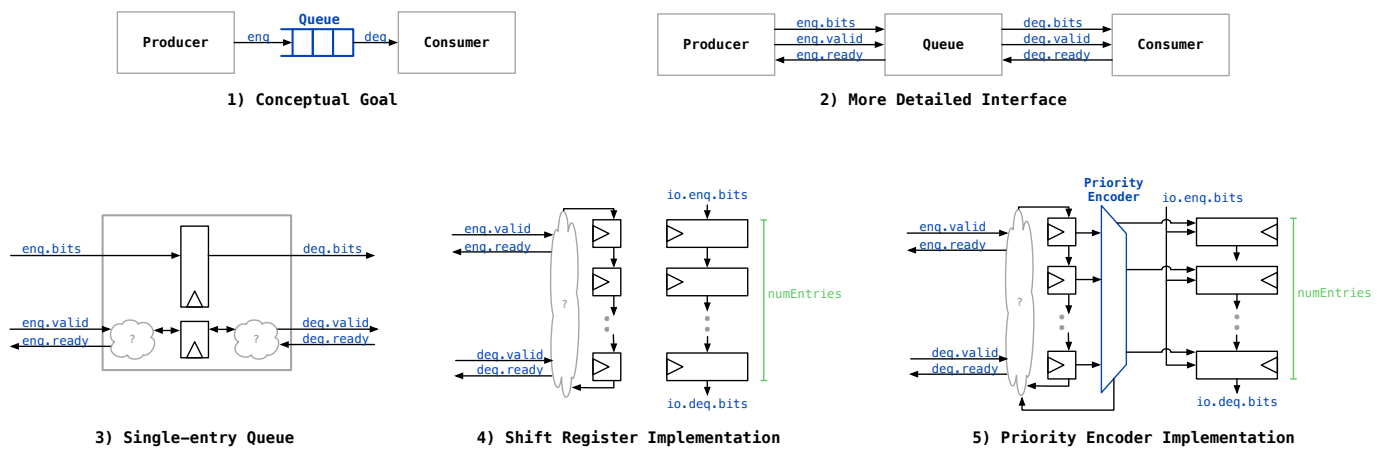 Queue
Producer
enq
deq
Consumer
1) Conceptual Goal
Producer
enq.bits
enq.valid
enq.ready
Queue
deq.bits
deq.valid
deq.ready
Consumer
2) More Detailed Interface
enq.bits
deq.bits
enq.valid
enq.ready
?
?
deq.valid
deq.ready
3) Single-entry Queue
io.enq.bits
enq.valid
enq.ready
?
numEntries
deq.valid
deq.ready
io.deq.bits
4) Shift Register Implementation
Priority
Encoder
io.enq.bits
enq.valid
enq.ready
?
numEntries
deq.valid
deq.ready
io.deq.bits
5) Priority Encoder Implementation